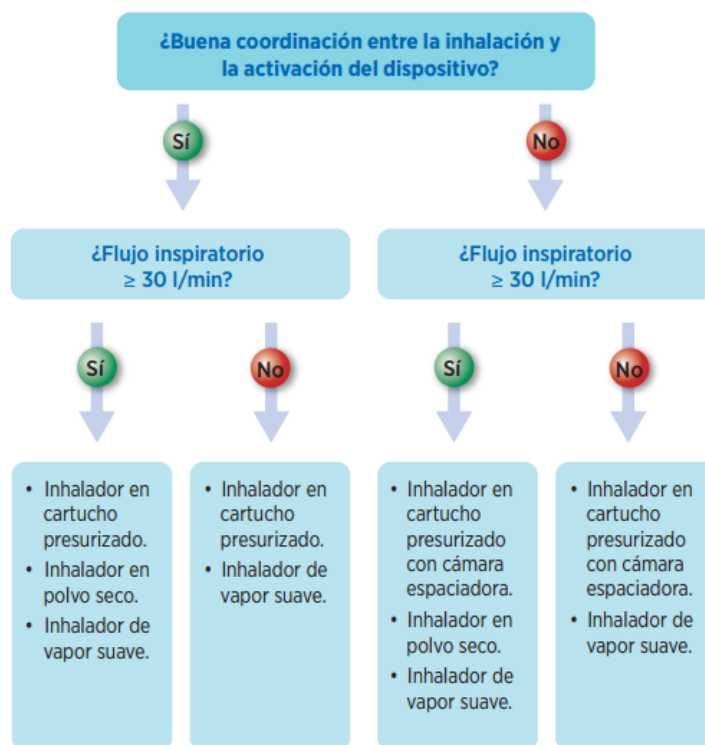 ¿Buena coordinación entre la inhalación y
la activación del dispositivo?
Sí
No
¿Flujo inspiratorio
≥ 30 l/min?
¿Flujo inspiratorio
≥ 30 l/min?
Sí
No
Sí
No
• Inhalador en
cartucho
presurizado.
• Inhalador en
polvo seco.
• Inhalador de
vapor suave.
• Inhalador en
cartucho
presurizado.
• Inhalador de
vapor suave.
• Inhalador en
cartucho
presurizado
con cámara
espaciadora.
• Inhalador en
polvo seco.
• Inhalador de
vapor suave.
• Inhalador en
cartucho
presurizado
con cámara
espaciadora.
• Inhalador de
vapor suave.